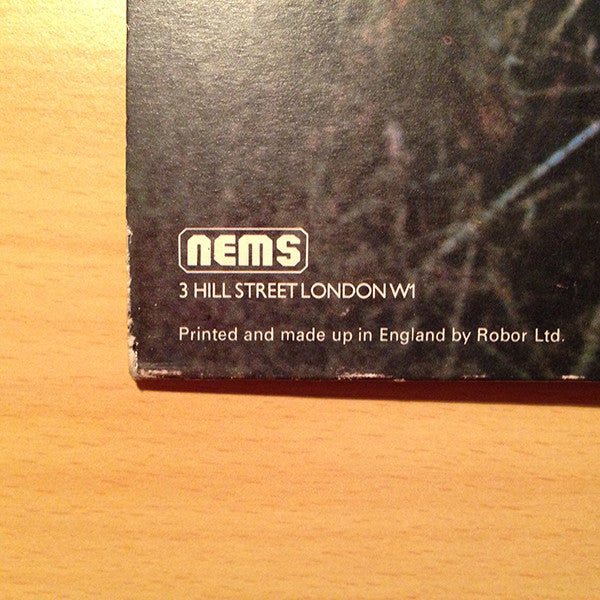 NEMS
3 HILL STREET LONDON W1
Printed and made up in England by Robor Ltd.